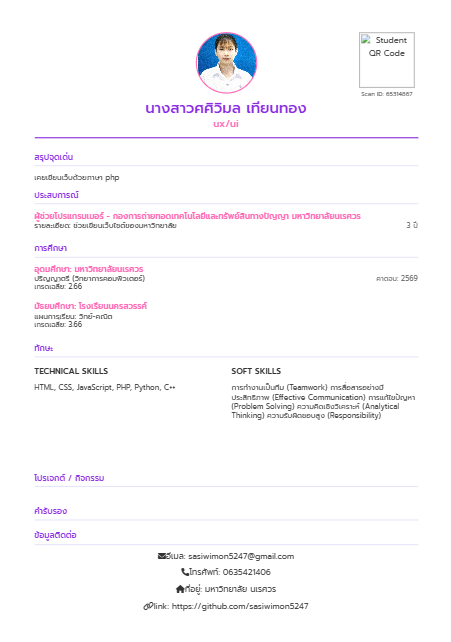 Student
QR Code
Scan ID: 65314867
นางสาวศศิวิมล เทียนทอง
ux/ui
สรุปจุดเด่น
เคยเขียนเว็บด้วยภาษา php
ประสบการณ์
ผู้ช่วยโปรแกรมเมอร์ - กองการถ่ายทอดเทคโนโลยีและทรัพย์สินทางปัญญา มหาวิทยาลัยนเรศวร
รายละเอียด: ช่วยเขียนเว็บไซต์ของมหาวิทยาลัย 3 ปี
การศึกษา
อุดมศึกษา: มหาวิทยาลัยนเรศวร
ปริญญาตรี (วิทยาการคอมพิวเตอร์) คาดจบ: 2569
เกรดเฉลี่ย: 2.66
มัธยมศึกษา: โรงเรียนนครสวรรค์
แผนการเรียน: วิทย์-คณิต
เกรดเฉลี่ย: 3.66
ทักษะ
TECHNICAL SKILLS
HTML, CSS, JavaScript, PHP, Python, C++
SOFT SKILLS
การทำงานเป็นทีม (Teamwork) การสื่อสารอย่างมี
ประสิทธิภาพ (Effective Communication) การแก้ไขปัญหา
(Problem Solving) ความคิดเชิงวิเคราะห์ (Analytical
Thinking) ความรับผิดชอบสูง (Responsibility)
โปรเจกต์ / กิจกรรม
คำรับรอง
ข้อมูลติดต่อ
อีเมล: sasiwimon5247@gmail.com
โทรศัพท์: 0635421406
ที่อยู่: มหาวิทยาลัย นเรศวร
link: https://github.com/sasiwimon5247